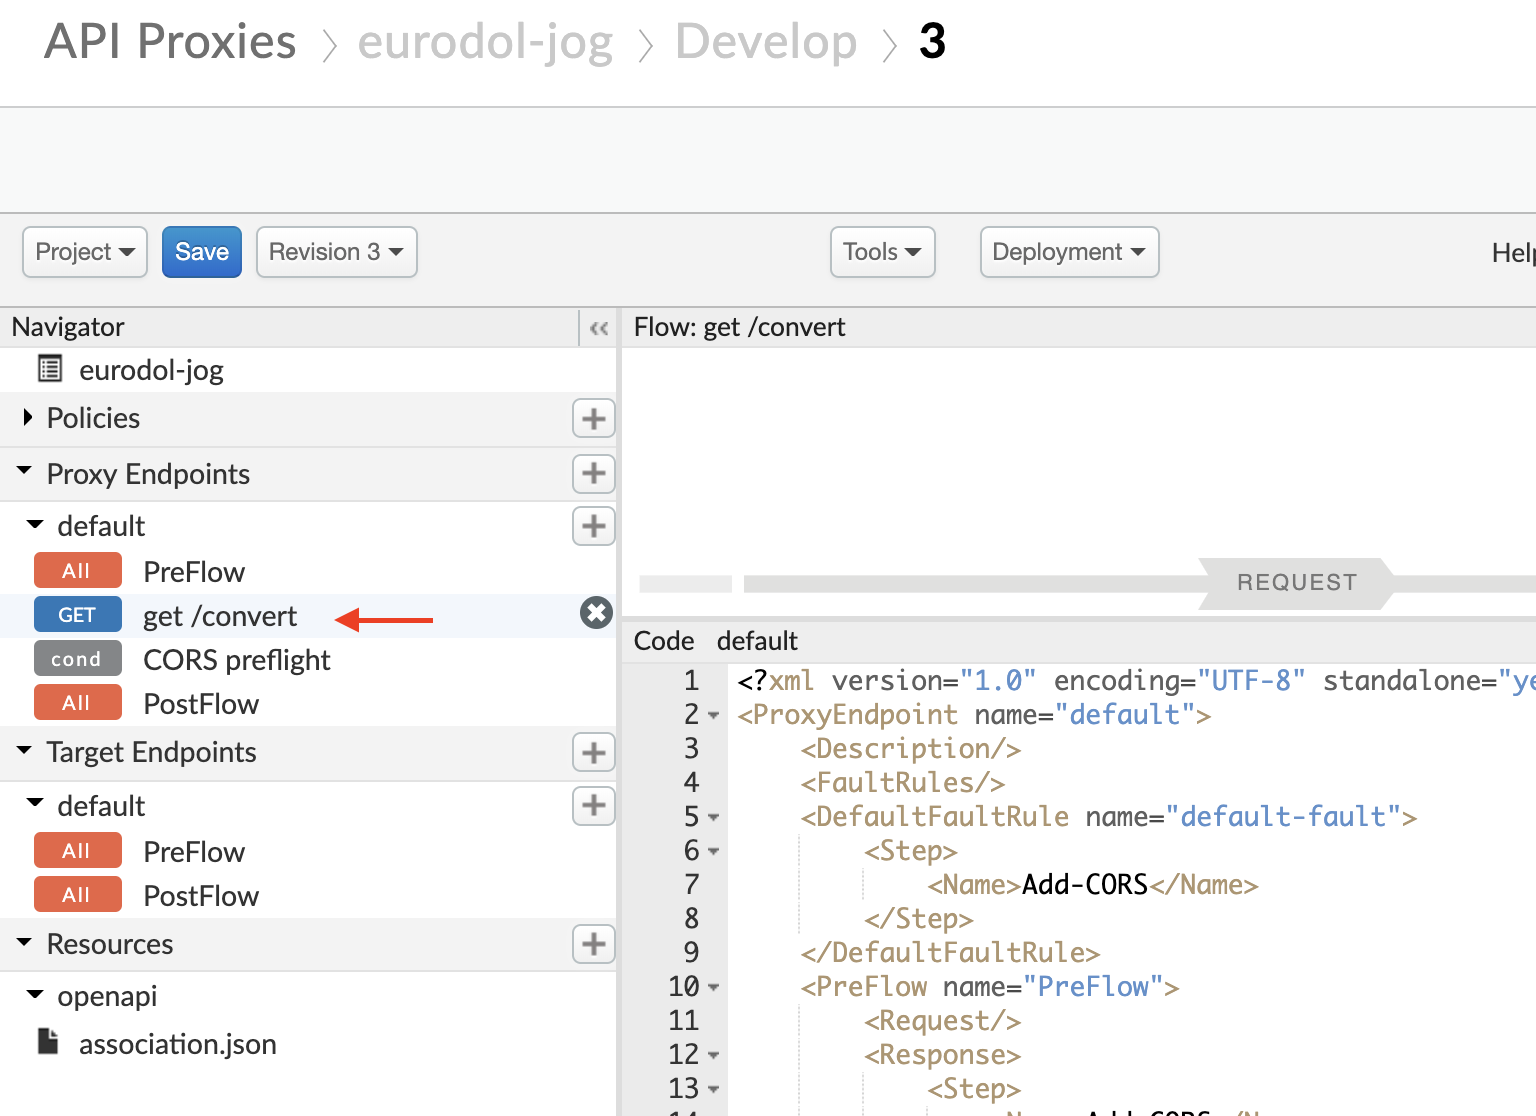 API Proxies > eurodol-jog > Develop > 3
Project Save Revision 3 Tools Deployment Help
Navigator «
eurodol-jog
Policies +
Proxy Endpoints +
default +
All PreFlow
GET get /convert
cond CORS preflight
All PostFlow
Target Endpoints +
default +
All PreFlow
All PostFlow
Resources +
openapi
association.json
Flow: get /convert
REQUEST
Code default
1 <?xml version="1.0" encoding="UTF-8" standalone="ye
2 <ProxyEndpoint name="default">
3 <Description/>
4 <FaultRules/>
5 <DefaultFaultRule name="default-fault">
6 <Step>
7 <Name>Add-CORS</Name>
8 </Step>
9 </DefaultFaultRule>
10 <PreFlow name="PreFlow">
11 <Request/>
12 <Response>
13 <Step>